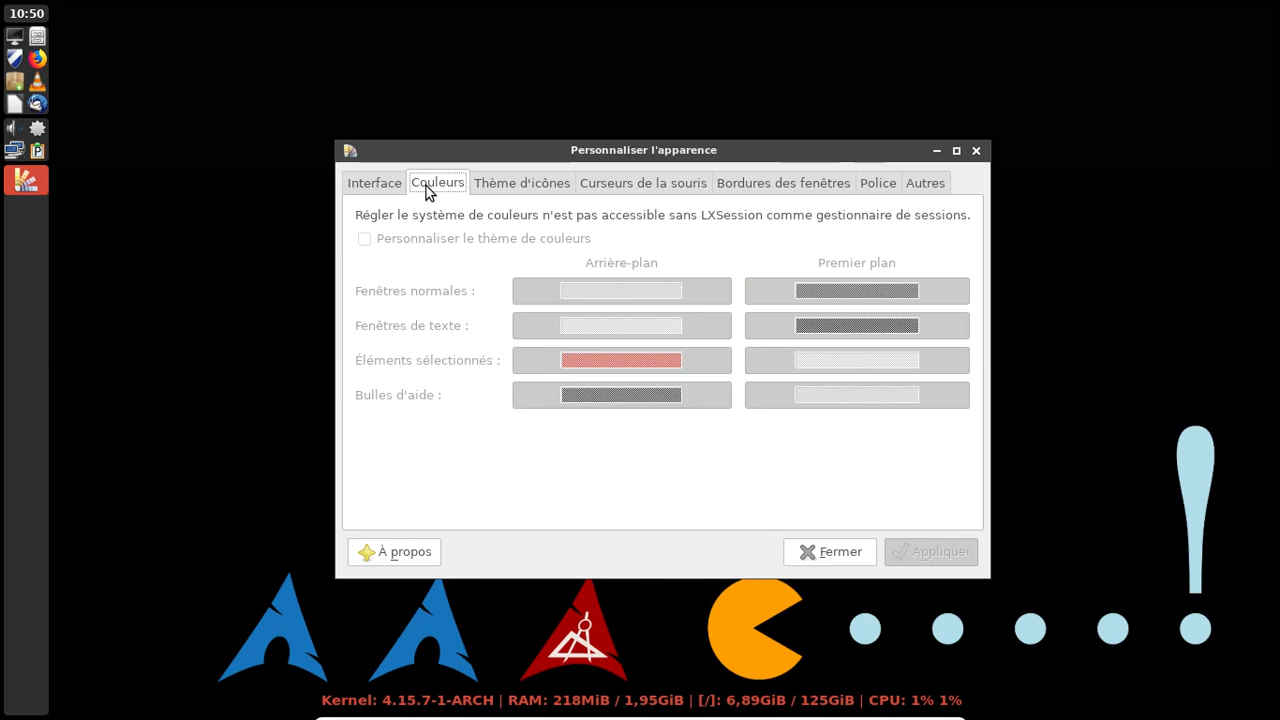 10:50
Personnaliser l'apparence
Interface Couleurs Thème d'icônes Curseurs de la souris Bordures des fenêtres Police Autres
Régler le système de couleurs n'est pas accessible sans LXSession comme gestionnaire de sessions.
Personnaliser le thème de couleurs
Arrière-plan Premier plan
Fenêtres normales :
Fenêtres de texte :
Éléments sélectionnés :
Bulles d'aide :
À propos Fermer Appliquer
Kernel: 4.15.7-1-ARCH | RAM: 218MiB / 1,95GiB | [/]: 6,89GiB / 125GiB | CPU: 1% 1%